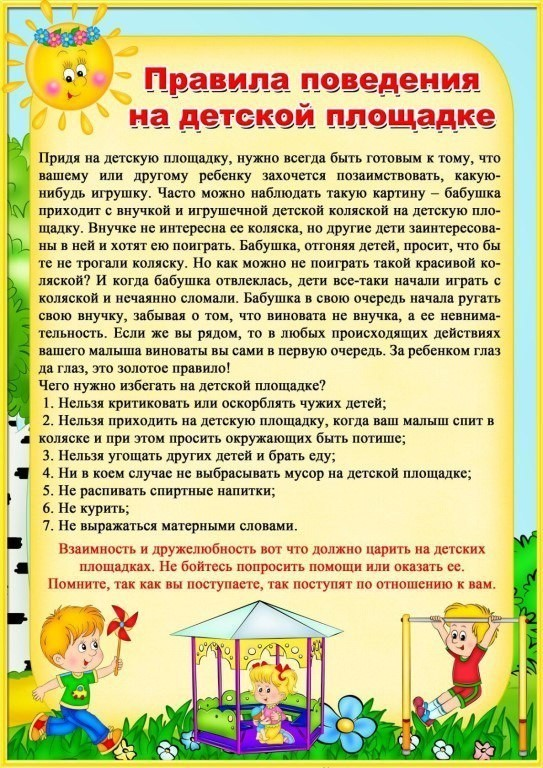 Правила поведения
на детской площадке
Придя на детскую площадку, нужно всегда быть готовым к тому, что
вашему или другому ребенку захочется позаимствовать, какую-
нибудь игрушку. Часто можно наблюдать такую картину – бабушка
приходит с внучкой и игрушечной детской коляской на детскую пло-
щадку. Внучке не интересна ее коляска, но другие дети заинтересова-
ны в ней и хотят ею поиграть. Бабушка, отгоняя детей, просит, что бы
те не трогали коляску. Но как можно не поиграть такой красивой ко-
ляской? И когда бабушка отвлеклась, дети все-таки начали играть с
коляской и нечаянно сломали. Бабушка в свою очередь начала ругать
свою внучку, забывая о том, что виновата не внучка, а ее невнима-
тельность. Если же вы рядом, то в любых происходящих действиях
вашего малыша виноваты вы сами в первую очередь. За ребенком глаз
да глаз, это золотое правило!
Чего нужно избегать на детской площадке?
1. Нельзя критиковать или оскорблять чужих детей;
2. Нельзя приходить на детскую площадку, когда ваш малыш спит в
коляске и при этом просить окружающих быть потише;
3. Нельзя угощать других детей и брать еду;
4. Ни в коем случае не выбрасывать мусор на детской площадке;
5. Не распивать спиртные напитки;
6. Не курить;
7. Не выражаться матерными словами.
Взаимность и дружелюбность вот что должно царить на детских
площадках. Не бойтесь попросить помощи или оказать ее.
Помните, так как вы поступаете, так поступят по отношению к вам.